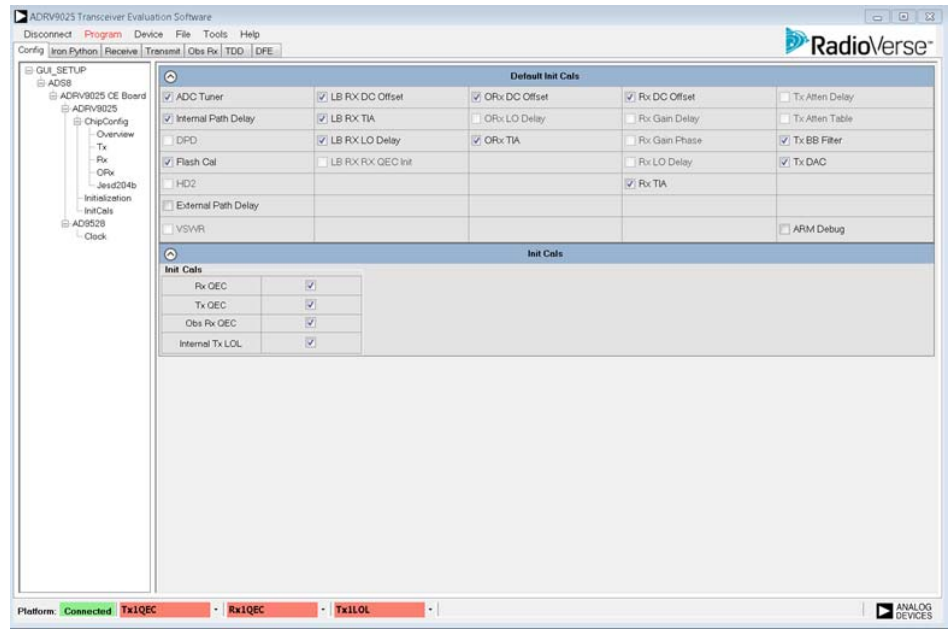 ADRV9025 Transceiver Evaluation Software
Disconnect Program Device File Tools Help
Config Iron Python Receive Transmit Obs Rx TDD DFE
RadioVerse™
GUI_SETUP
ADS8
ADRV9025 CE Board
ADRV9025
ChipConfig
Overview
Tx
Rx
ORx
Jesd204b
Initialization
InitCals
AD9528
Clock
Default Init Cals
ADC Tuner LB RX DC Offset ORx DC Offset Rx DC Offset Tx Atten Delay
Internal Path Delay LB RX TIA ORx LO Delay Rx Gain Delay Tx Atten Table
DPD LB RX LO Delay ORx TIA Rx Gain Phase Tx BB Filter
Flash Cal LB RX RX QEC Init Rx LO Delay Tx DAC
HD2 Rx TIA
External Path Delay
VSWR ARM Debug
Init Cals
Init Cals
Rx QEC
Tx QEC
Obs Rx QEC
Internal Tx LOL
Platform: Connected Tx1QEC - Rx1QEC - Tx1LOL -
ANALOG
DEVICES